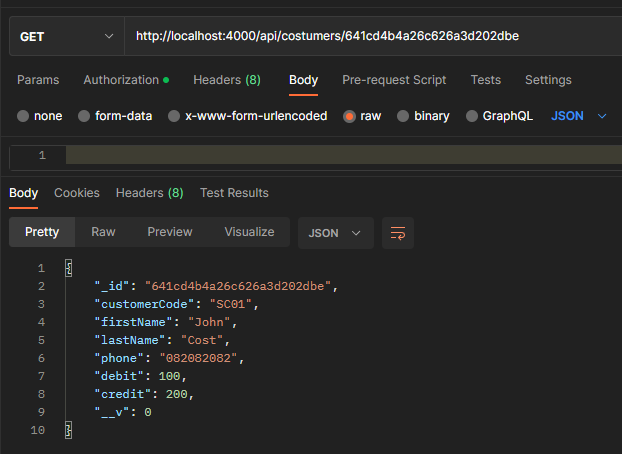 GET http://localhost:4000/api/costumers/641cd4b4a26c626a3d202dbe
Params Authorization Headers (8) Body Pre-request Script Tests Settings
none form-data x-www-form-urlencoded raw binary GraphQL JSON
1
Body Cookies Headers (8) Test Results
Pretty Raw Preview Visualize JSON
1 {
2 "_id": "641cd4b4a26c626a3d202dbe",
3 "customerCode": "SC01",
4 "firstName": "John",
5 "lastName": "Cost",
6 "phone": "082082082",
7 "debit": 100,
8 "credit": 200,
9 "__v": 0
10 }